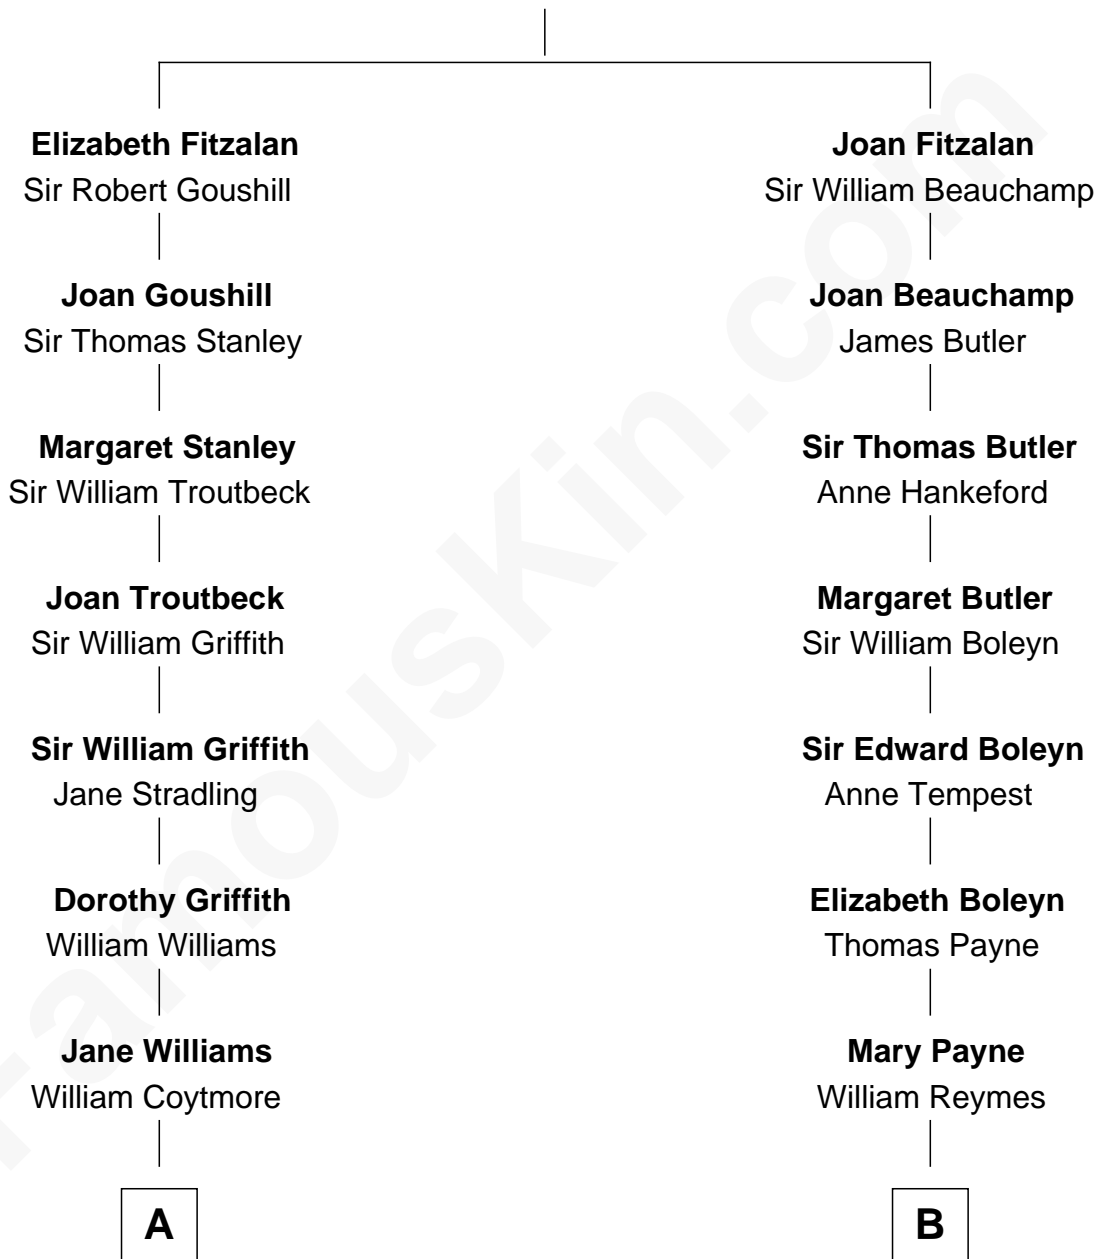 Elizabeth Fitzalan
Sir Robert Goushill
Joan Fitzalan
Sir William Beauchamp
Joan Goushill
Sir Thomas Stanley
Joan Beauchamp
James Butler
Margaret Stanley
Sir William Troutbeck
Sir Thomas Butler
Anne Hankeford
Joan Troutbeck
Sir William Griffith
Margaret Butler
Sir William Boleyn
Sir William Griffith
Jane Stradling
Sir Edward Boleyn
Anne Tempest
Dorothy Griffith
William Williams
Elizabeth Boleyn
Thomas Payne
Jane Williams
William Coytmore
Mary Payne
William Reymes
A
B
FamousKin.com